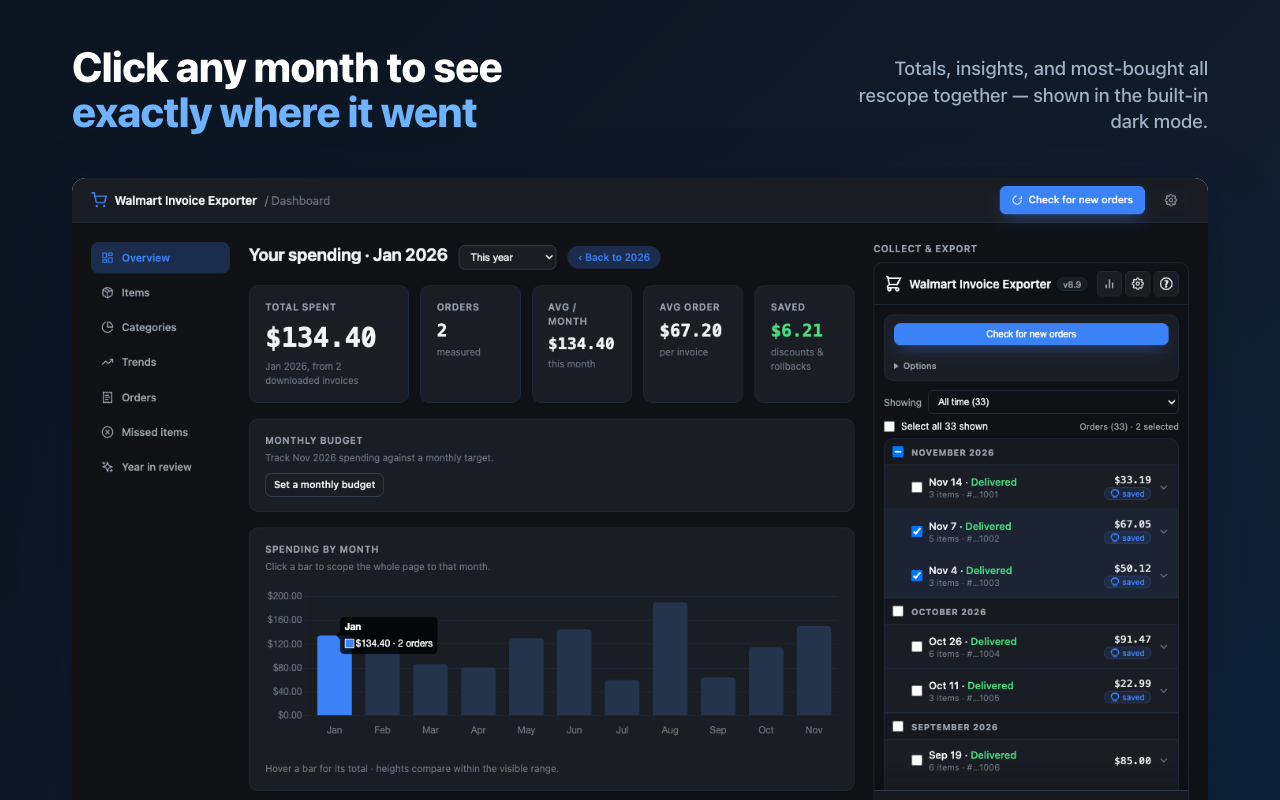 Click any month to see
exactly where it went
Totals, insights, and most-bought all
rescope together — shown in the built-in
dark mode.
Walmart Invoice Exporter / Dashboard
Check for new orders
Overview
Items
Categories
Trends
Orders
Missed items
Year in review
Your spending · Jan 2026
This year
‹ Back to 2026
TOTAL SPENT
$134.40
Jan 2026, from 2
downloaded invoices
ORDERS
2
measured
AVG /
MONTH
$134.40
this month
AVG ORDER
$67.20
per invoice
SAVED
$6.21
discounts &
rollbacks
MONTHLY BUDGET
Track Nov 2026 spending against a monthly target.
Set a monthly budget
SPENDING BY MONTH
Click a bar to scope the whole page to that month.
$200.00
$160.00
$120.00
$80.00
$40.00
$0.00
Jan
$134.40 · 2 orders
Jan Feb Mar Apr May Jun Jul Aug Sep Oct Nov
Hover a bar for its total · heights compare within the visible range.
COLLECT & EXPORT
Walmart Invoice Exporter v8.9
Check for new orders
Options
Showing All time (33)
Select all 33 shown Orders (33) · 2 selected
NOVEMBER 2026
Nov 14 · Delivered $33.19
3 items · #…1001 saved
Nov 7 · Delivered $67.05
5 items · #…1002 saved
Nov 4 · Delivered $50.12
3 items · #…1003 saved
OCTOBER 2026
Oct 26 · Delivered $91.47
6 items · #…1004 saved
Oct 11 · Delivered $22.99
3 items · #…1005 saved
SEPTEMBER 2026
Sep 19 · Delivered $85.00
6 items · #…1006